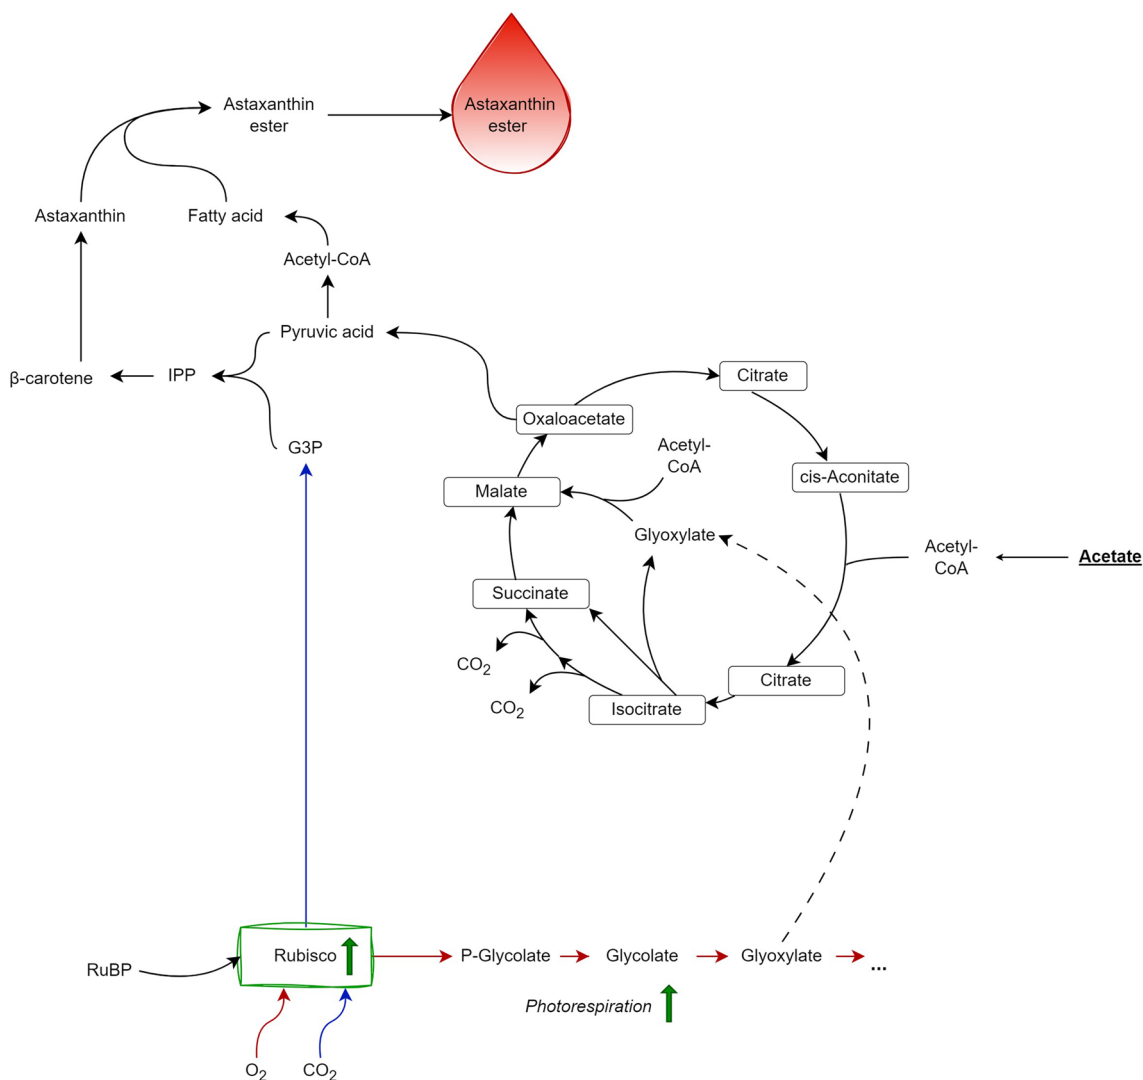 Astaxanthin
ester
Astaxanthin
ester
Astaxanthin
Fatty acid
Acetyl-CoA
Pyruvic acid
β-carotene
IPP
G3P
Citrate
Oxaloacetate
Acetyl-
CoA
cis-Aconitate
Malate
Glyoxylate
Acetyl-
CoA
Acetate
Succinate
CO2
CO2
Citrate
Isocitrate
RuBP
Rubisco
P-Glycolate
Glycolate
Glyoxylate
...
Photorespiration
O2
CO2